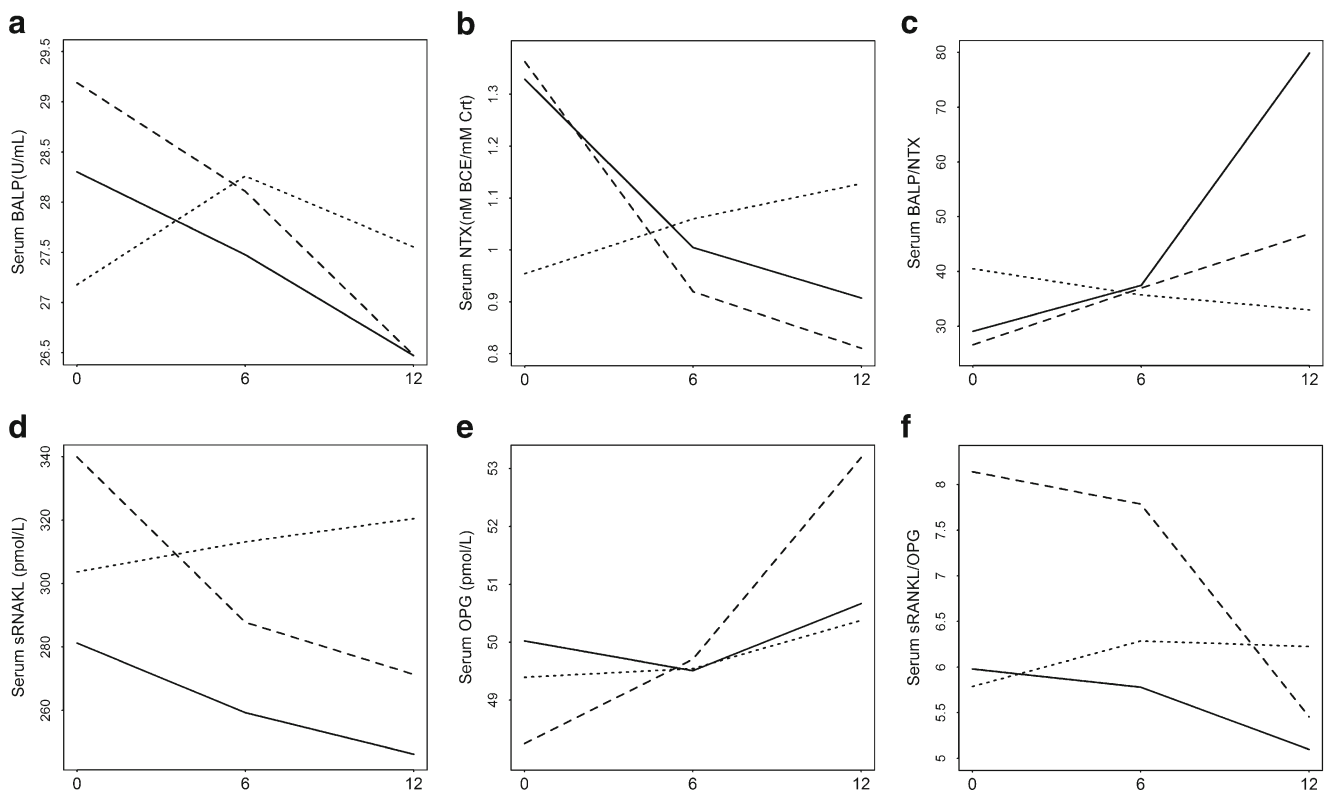 a
Serum BALP(U/mL)
29.5
29
28.5
28
27.5
27
26.5
0 6 12
b
Serum NTX(nM BCE/mM Crt)
1.3
1.2
1.1
1
0.9
0.8
0 6 12
c
Serum BALP/NTX
80
70
60
50
40
30
0 6 12
d
Serum sRNAKL (pmol/L)
340
320
300
280
260
0 6 12
e
Serum OPG (pmol/L)
53
52
51
50
49
0 6 12
f
Serum sRANKL/OPG
8
7.5
7
6.5
6
5.5
5
0 6 12